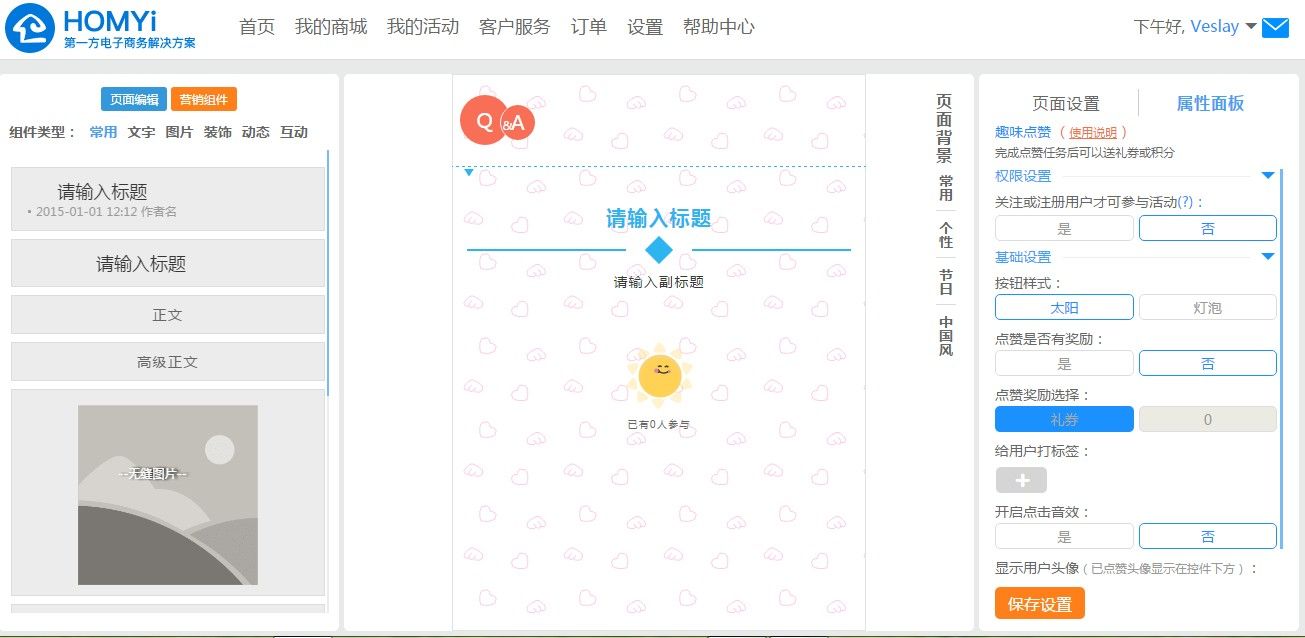 HOMYi
第一方电子商务解决方案
首页 我的商城 我的活动 客户服务 订单 设置 帮助中心
下午好, Veslay
页面编辑 营销组件
组件类型： 常用 文字 图片 装饰 动态 互动
请输入标题
• 2015-01-01 12:12 作者名
请输入标题
正文
高级正文
--无缝图片--
Q &A
请输入标题
请输入副标题
已有0人参与
页面背景
常用
个性
节日
中国风
页面设置 属性面板
趣味点赞 （ 使用说明 ）
完成点赞任务后可以送礼券或积分
权限设置
关注或注册用户才可参与活动(?)：
是 否
基础设置
按钮样式：
太阳 灯泡
点赞是否有奖励：
是 否
点赞奖励选择：
礼券 0
给用户打标签：
+
开启点击音效：
是 否
显示用户头像（已点赞头像显示在控件下方）：
保存设置